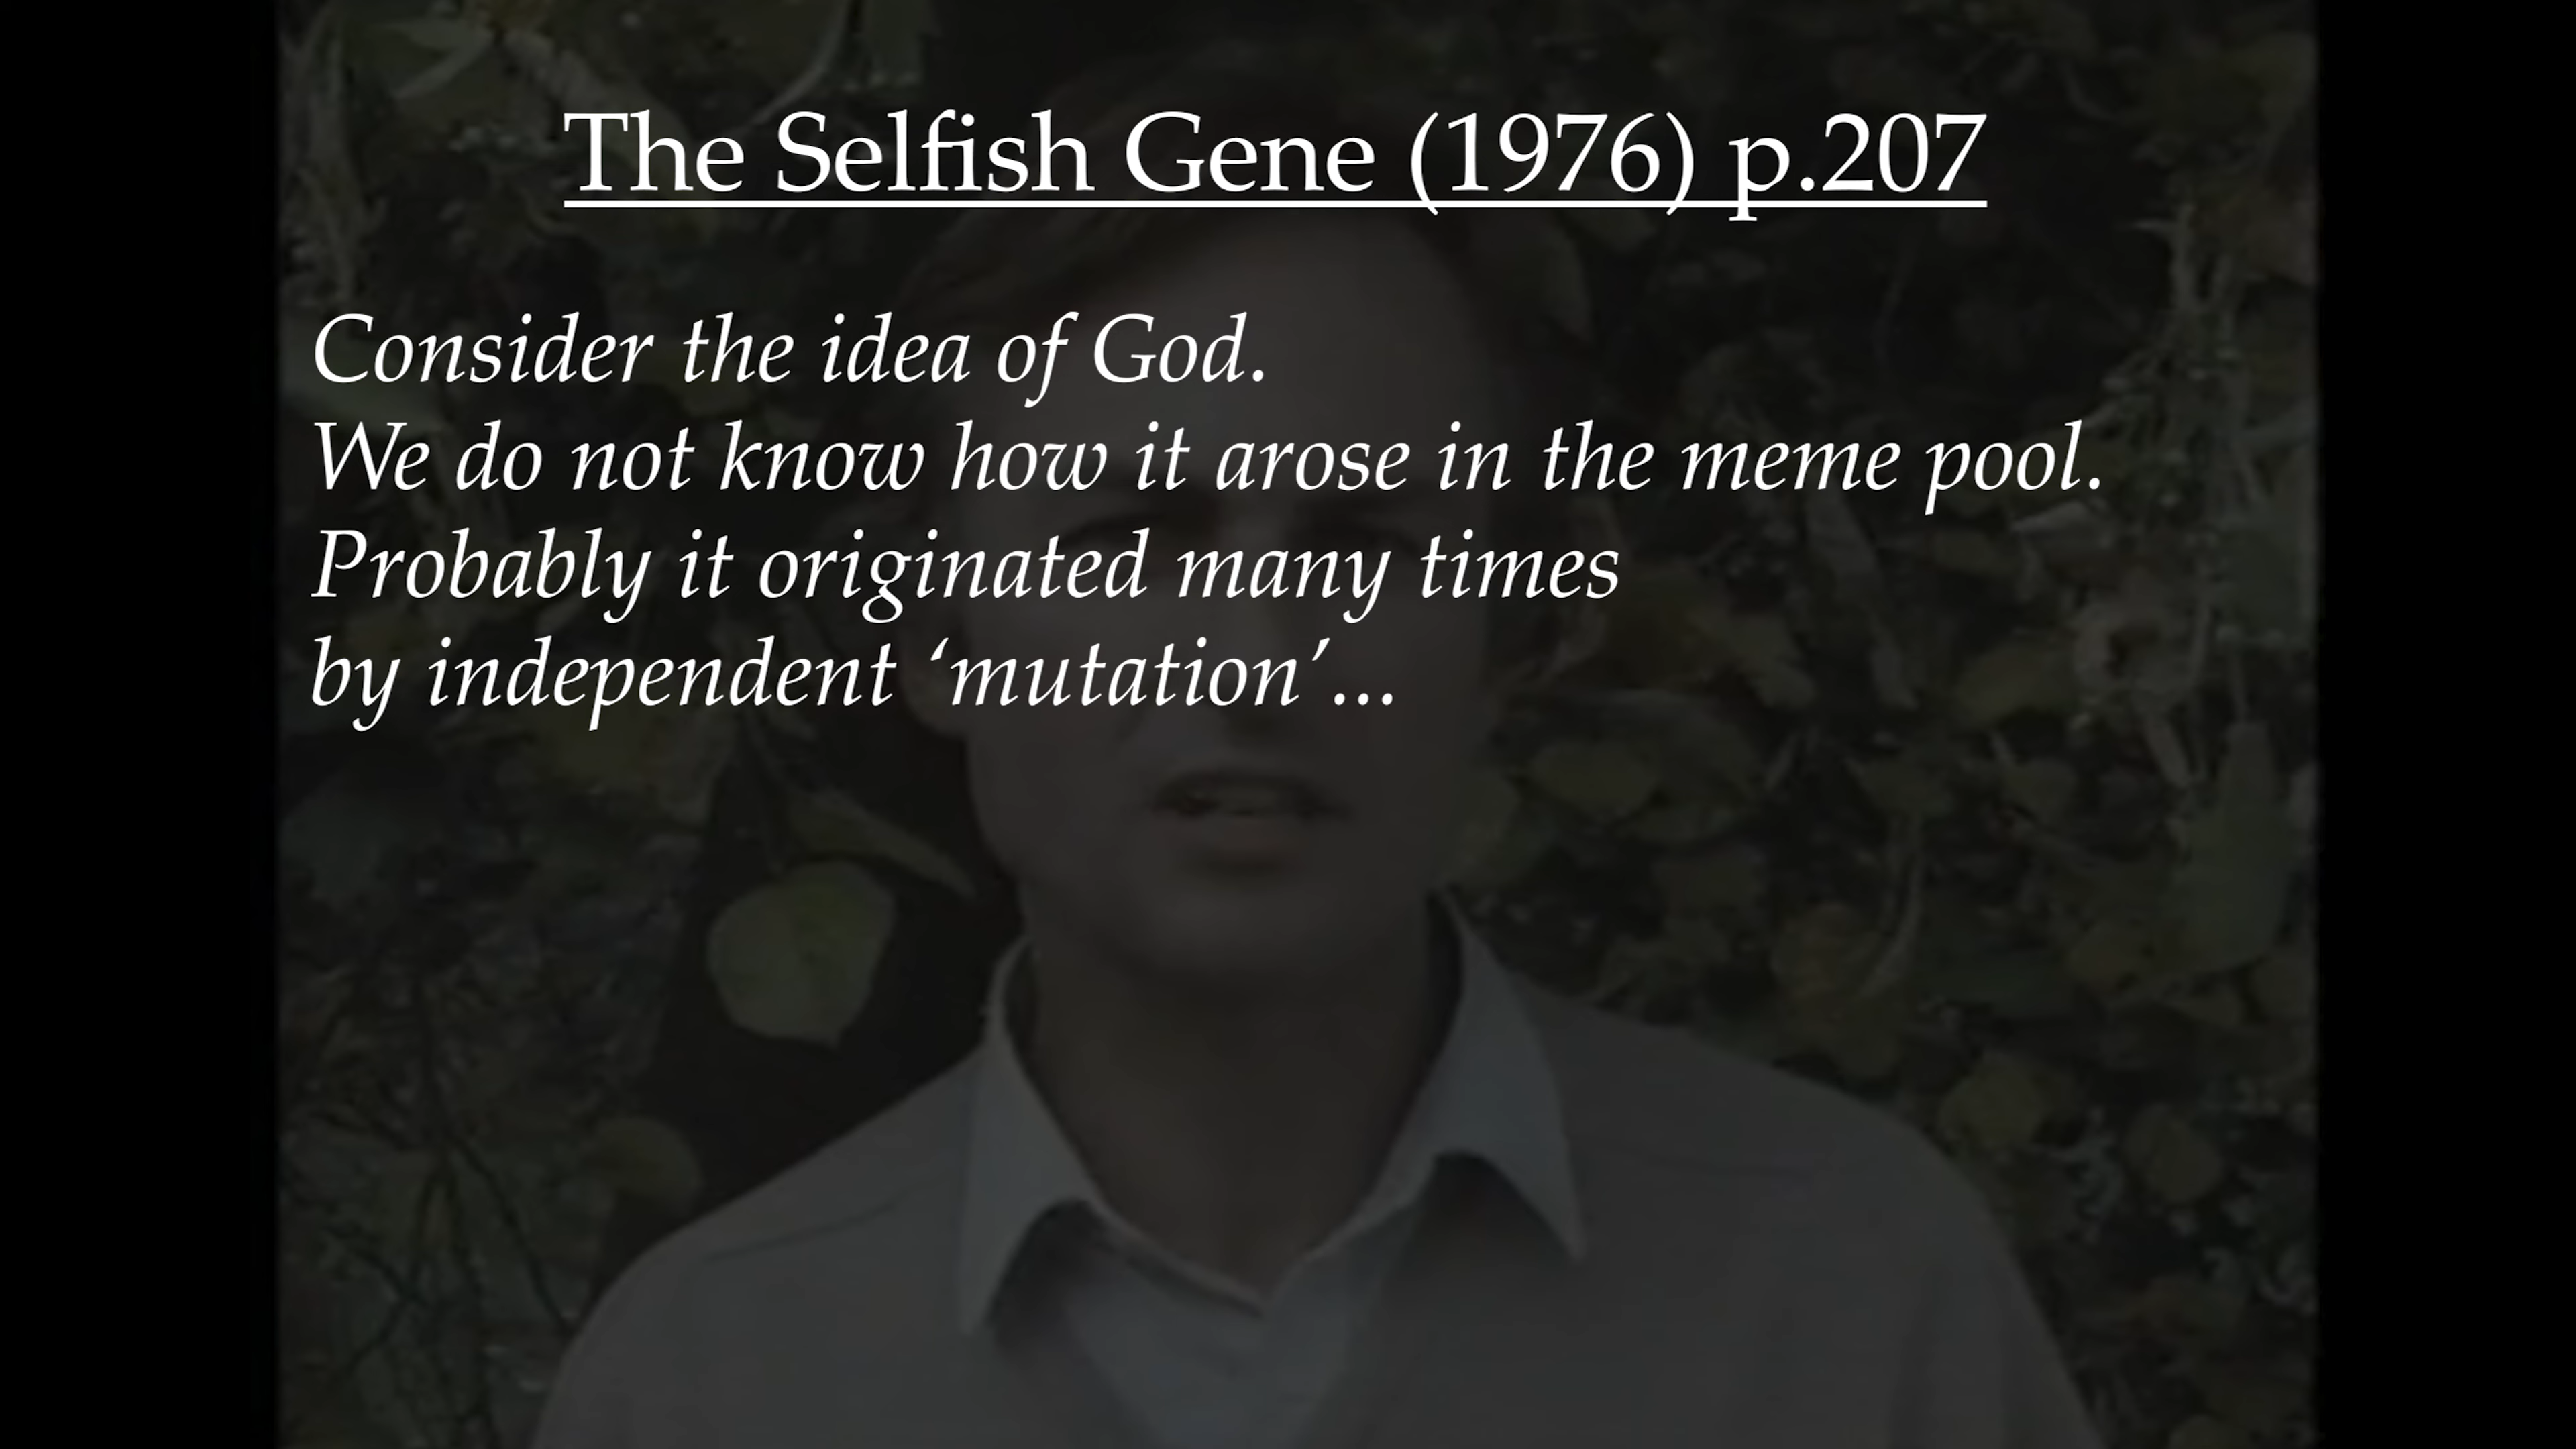 The Selfish Gene (1976) p.207
Consider the idea of God.
We do not know how it arose in the meme pool.
Probably it originated many times
by independent ‘mutation’...